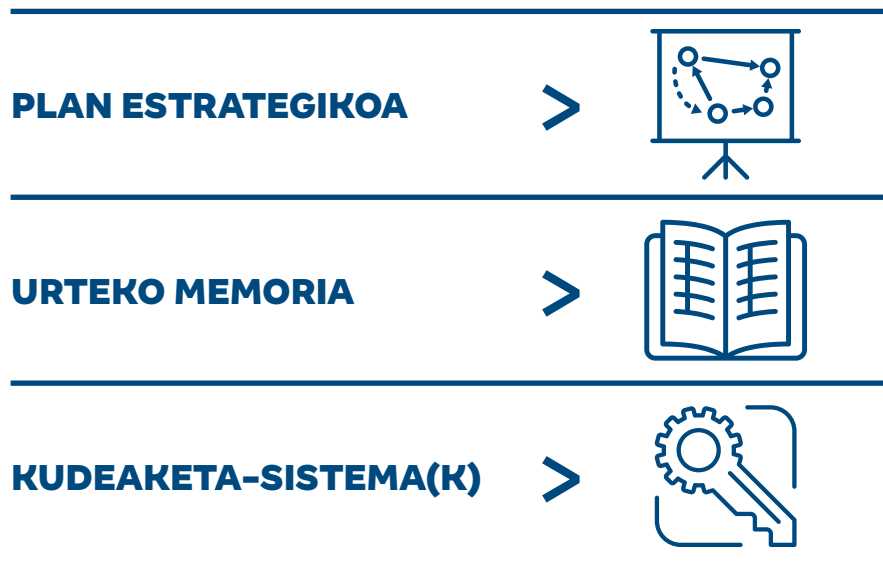 PLAN ESTRATEGIKOA >
URTEKO MEMORIA >
KUDEAKETA-SISTEMA(K) >